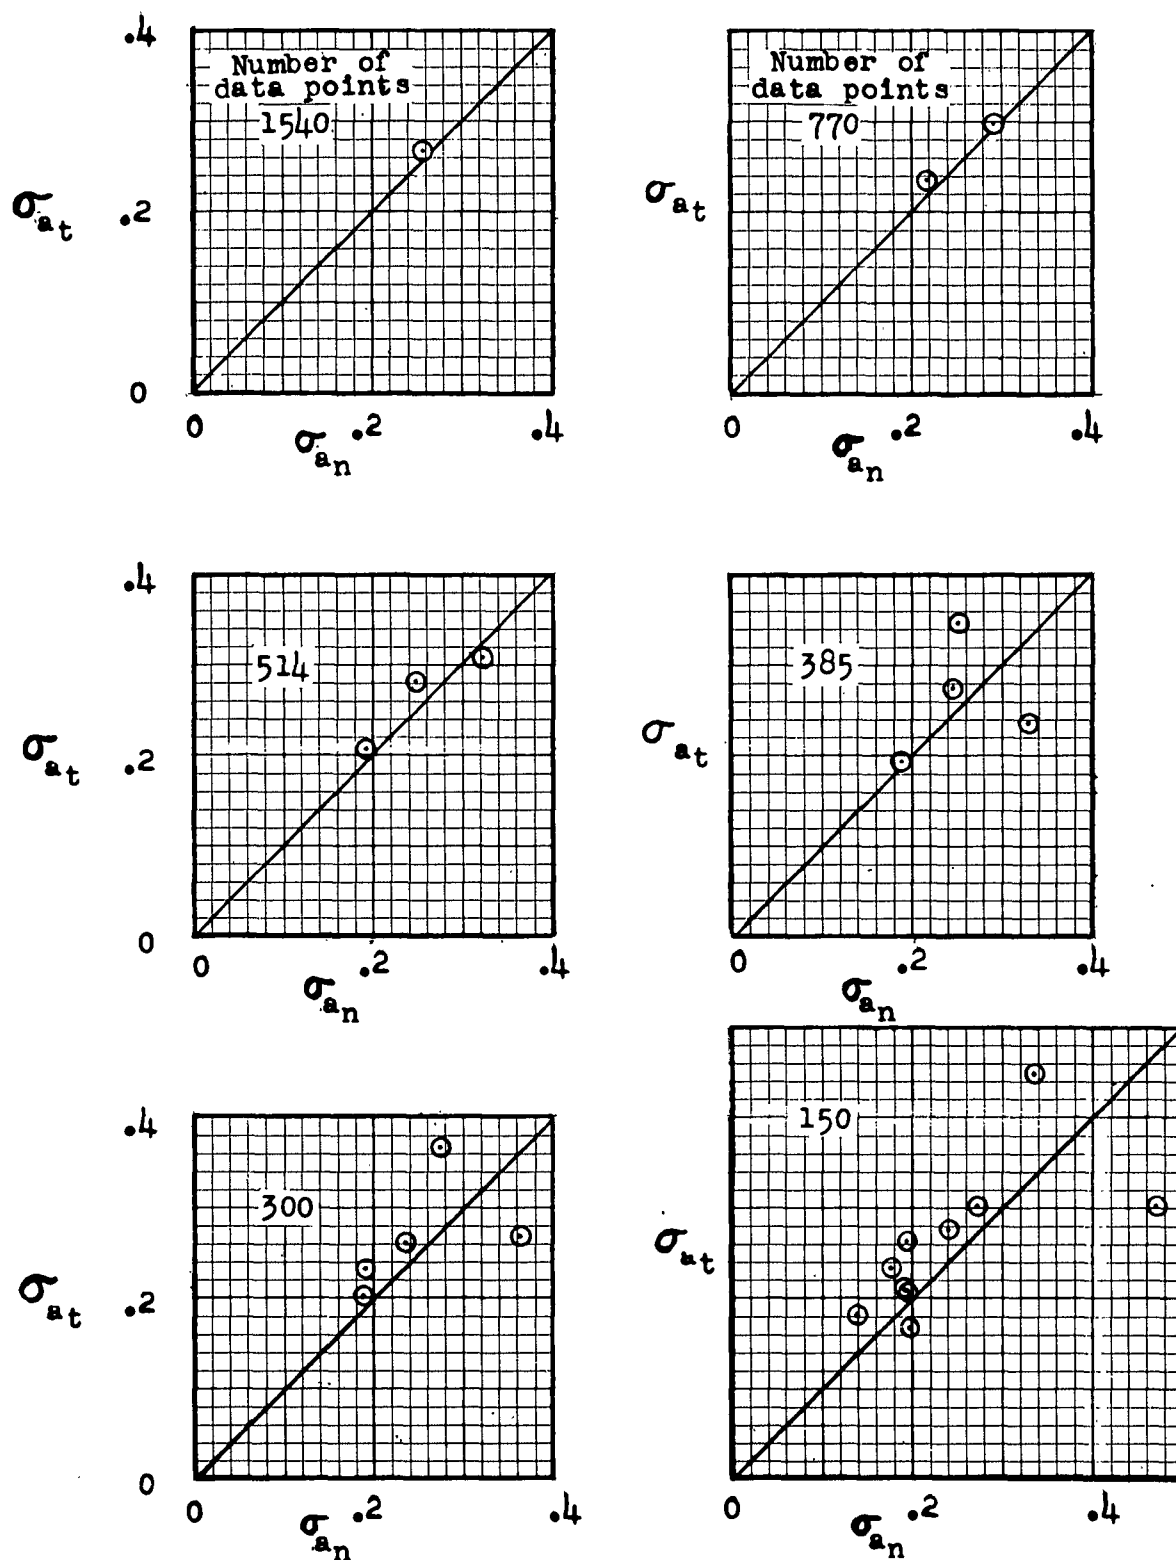 .4
Number of
data points
1540
σat
.2
0
0
.2
.4
σan
Number of
data points
770
σat
0
.2
.4
σan
.4
514
σat
.2
0
0
.2
.4
σan
385
σat
0
.2
.4
σan
.4
300
σat
.2
0
0
.2
.4
σan
150
σat
0
.2
.4
σan